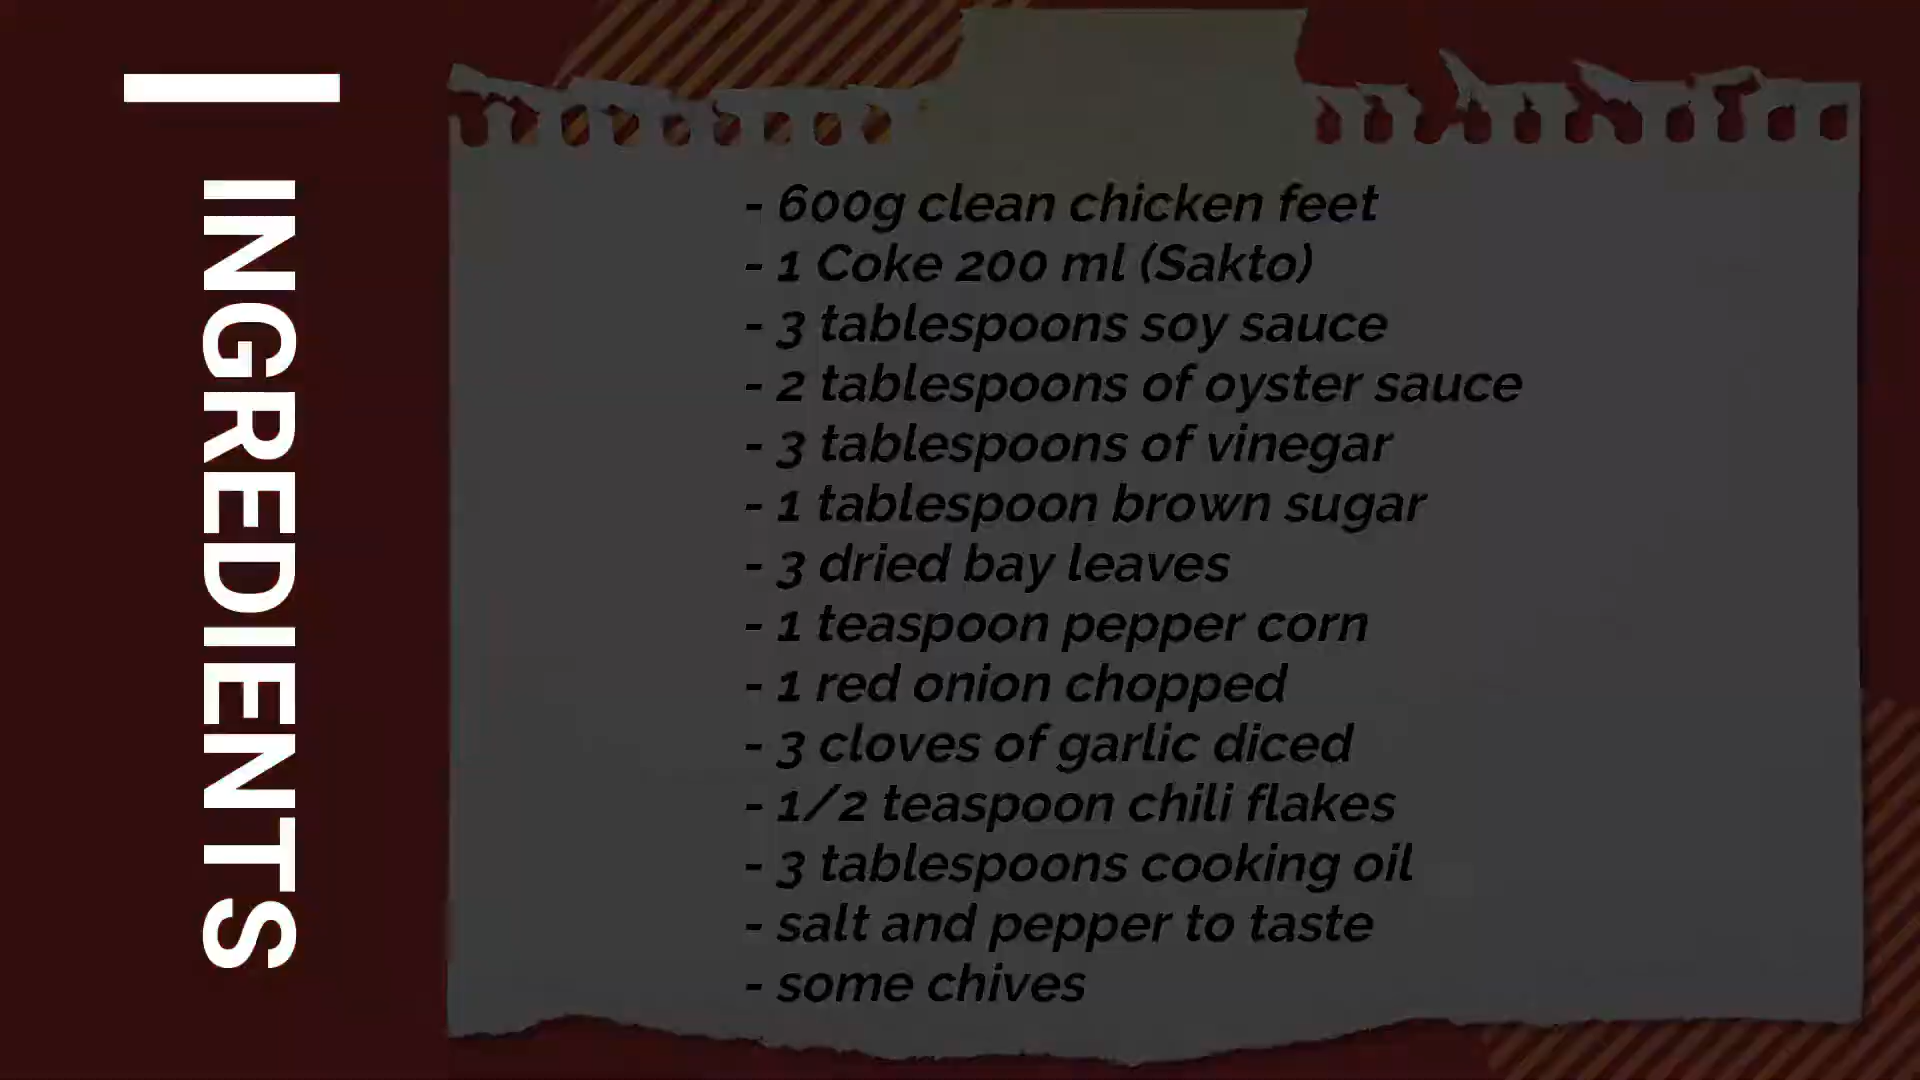 INGREDIENTS
- 600g clean chicken feet
- 1 Coke 200 ml (Sakto)
- 3 tablespoons soy sauce
- 2 tablespoons of oyster sauce
- 3 tablespoons of vinegar
- 1 tablespoon brown sugar
- 3 dried bay leaves
- 1 teaspoon pepper corn
- 1 red onion chopped
- 3 cloves of garlic diced
- 1/2 teaspoon chili flakes
- 3 tablespoons cooking oil
- salt and pepper to taste
- some chives